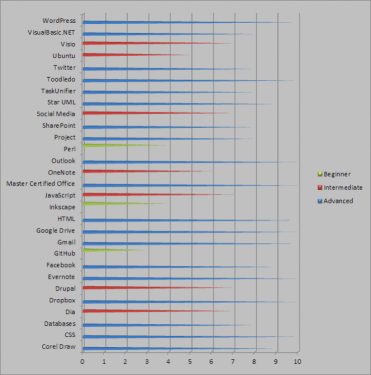 WordPress
VisualBasic.NET
Visio
Ubuntu
Twitter
Toodledo
TaskUnifier
Star UML
Social Media
SharePoint
Project
Perl
Outlook
OneNote
Master Certified Office
JavaScript
Inkscape
HTML
Google Drive
Gmail
GitHub
Facebook
Evernote
Drupal
Dropbox
Dia
Databases
CSS
Corel Draw
Beginner
Intermediate
Advanced
0 1 2 3 4 5 6 7 8 9 10